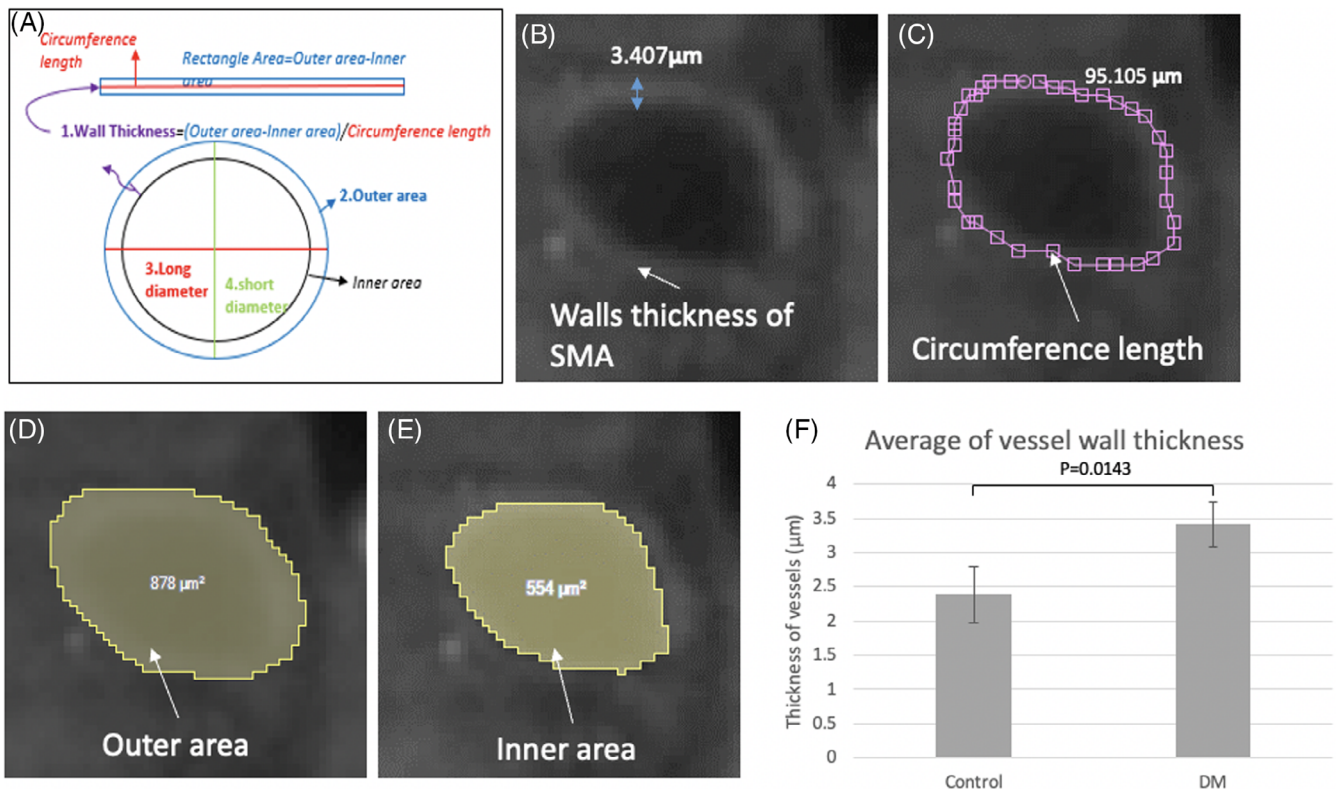 (A)
Circumference
length
Rectangle Area=Outer area-Inner
area
1.Wall Thickness=(Outer area-Inner area)/Circumference length
2.Outer area
3.Long
diameter
4.short
diameter
Inner area
(B)
3.407μm
Walls thickness of
SMA
(C)
95.105 μm
Circumference length
(D)
878 μm²
Outer area
(E)
554 μm²
Inner area
(F)
Average of vessel wall thickness
P=0.0143
Thickness of vessels (μm)
4
3.5
3
2.5
2
1.5
1
0.5
0
Control
DM